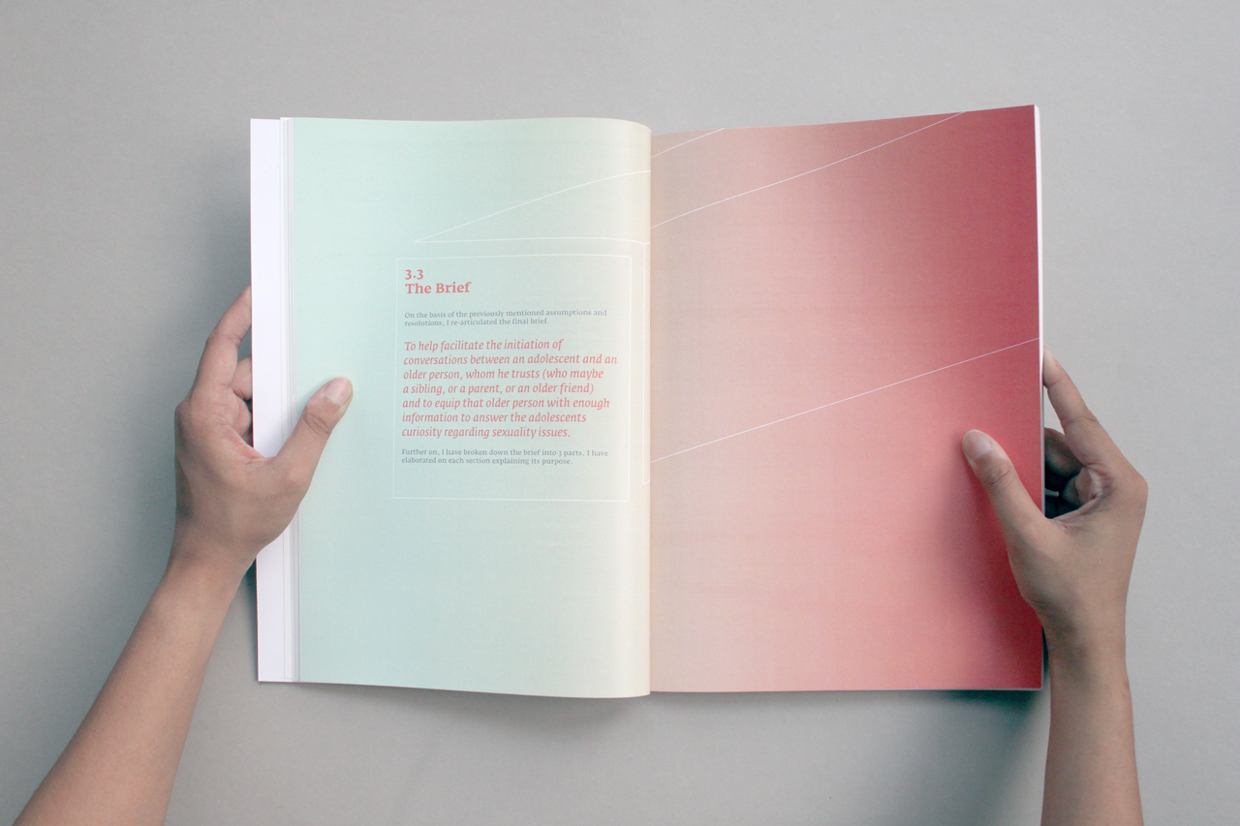 3.3
The Brief
On the basis of the previously mentioned assumptions and
resolutions, I re-articulated the final brief.
To help facilitate the initiation of
conversations between an adolescent and an
older person, whom he trusts (who maybe
a sibling, or a parent, or an older friend)
and to equip that older person with enough
information to answer the adolescents
curiosity regarding sexuality issues.
Further on, I have broken down the brief into 3 parts. I have
elaborated on each section explaining its purpose.